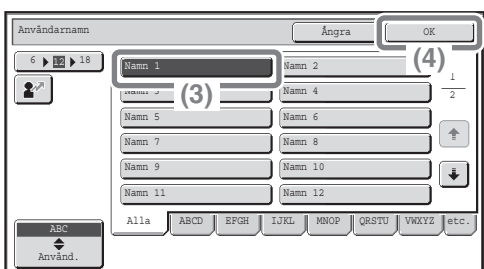 Användarnamn
Ångra
OK
6 12 18
Namn 1
Namn 2
(4)
(3)
Namn 3
Namn 4
1
2
Namn 5
Namn 6
Namn 7
Namn 8
Namn 9
Namn 10
Namn 11
Namn 12
Alla ABCD EFGH IJKL MNOP QRSTU VWXYZ etc.
ABC
Använd.